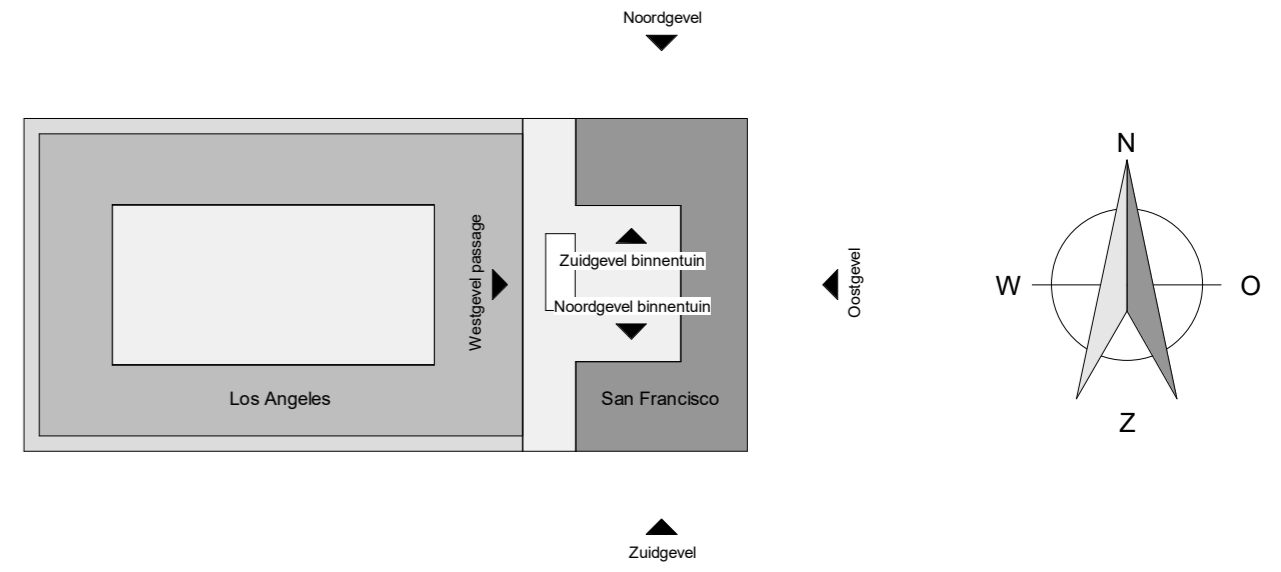 Noordgevel
N
Westgevel passage
Zuidgevel binnentuin
Noordgevel binnentuin
Oostgevel
W
O
Los Angeles
San Francisco
Z
Zuidgevel